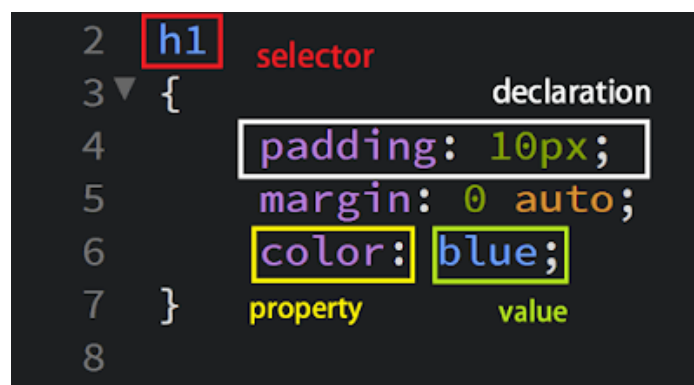 2 h1 selector
3 ▼ { declaration
4 padding: 10px;
5 margin: 0 auto;
6 color: blue;
7 } property value
8